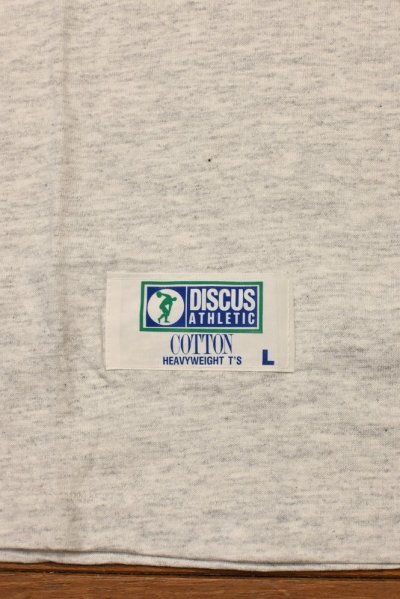 DISCUS
ATHLETIC
COTTON
HEAVYWEIGHT T'S
L